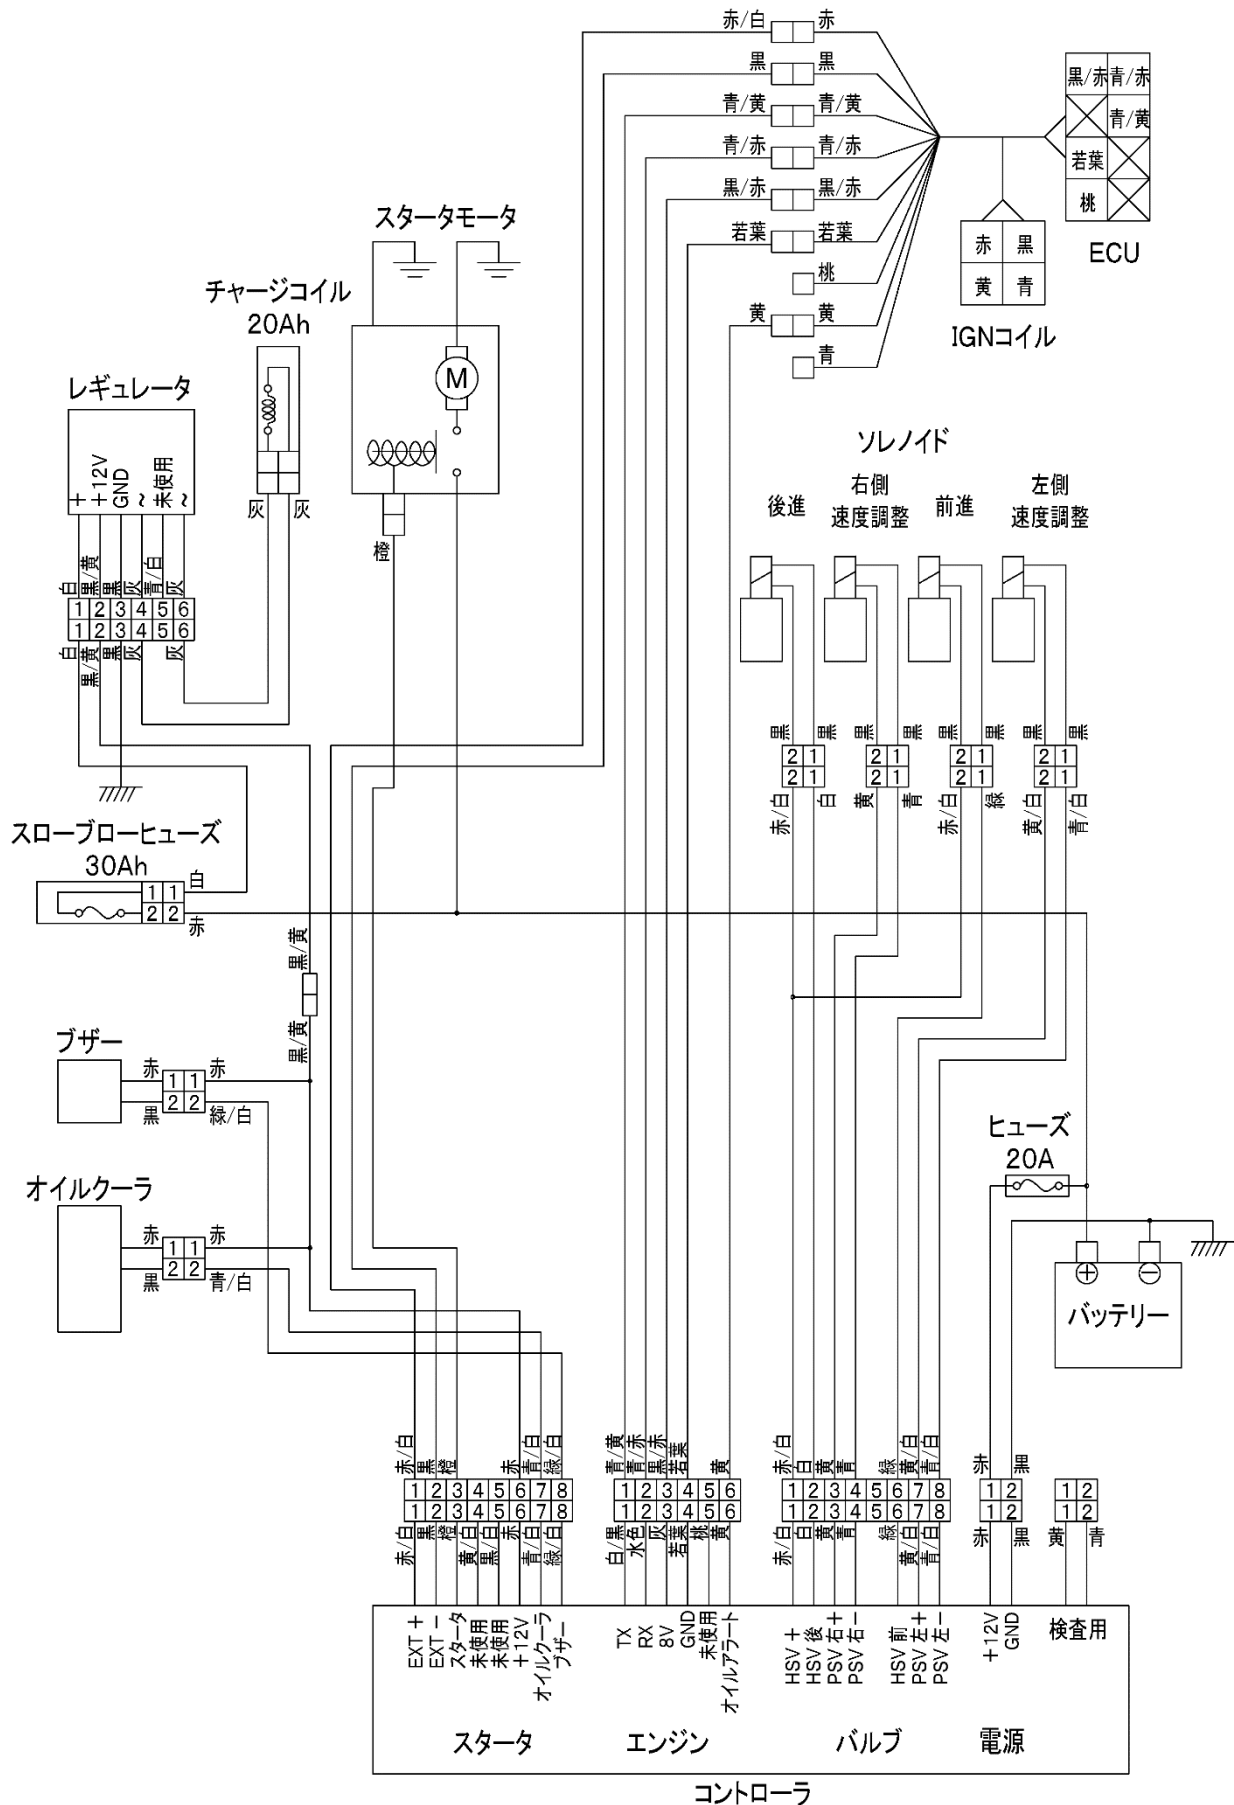 赤/白 赤
黒 黒
青/黄 青/黄
青/赤 青/赤
黒/赤 黒/赤
若葉 若葉
桃
黄 黄
青
黒/赤 青/赤
青/黄
若葉
桃
ECU
赤 黒
黄 青
IGNコイル
スタータモータ
M
橙
チャージコイル
20Ah
灰 灰
レギュレータ
+
+12V
GND
~
未使用
~
白 黒/黄 黒 灰 青/白 灰
1 2 3 4 5 6
1 2 3 4 5 6
白 黒/黄 黒 灰 灰
ソレノイド
後進
右側
速度調整
前進
左側
速度調整
黒 黒 黒 黒 黒 黒 黒 黒
2 1 2 1 2 1 2 1
2 1 2 1 2 1 2 1
赤/白 白 黄 青 赤/白 緑 黄/白 青/白
スローブローヒューズ
30Ah
1 1 白
2 2 赤
黒/黄
黒/黄
ブザー
赤 1 1 赤
黒 2 2 緑/白
オイルクーラ
赤 1 1 赤
黒 2 2 青/白
ヒューズ
20A
+ −
バッテリー
赤/白 黒 橙 赤 青/白 緑/白
1 2 3 4 5 6 7 8
1 2 3 4 5 6 7 8
赤/白 黒 橙 黄/白 黒/白 赤 青/白 緑/白
青/黄 青/赤 黒/赤 若葉 黄
1 2 3 4 5 6
1 2 3 4 5 6
白/黒 水色 灰 若葉 桃 黄
赤/白 白 黄 青 緑 黄/白 青/白
1 2 3 4 5 6 7 8
1 2 3 4 5 6 7 8
赤/白 白 黄 青 緑 黄/白 青/白
赤 黒
1 2
1 2
赤 黒
1 2
1 2
黄 青
EXT +
EXT −
スタータ
未使用
未使用
+12V
オイルクーラ
ブザー
TX
RX
8V
GND
未使用
オイルアラート
HSV +
HSV 後
PSV 右+
PSV 右−
HSV 前
PSV 左+
PSV 左−
+12V
GND
検査用
スタータ
エンジン
バルブ
電源
コントローラ